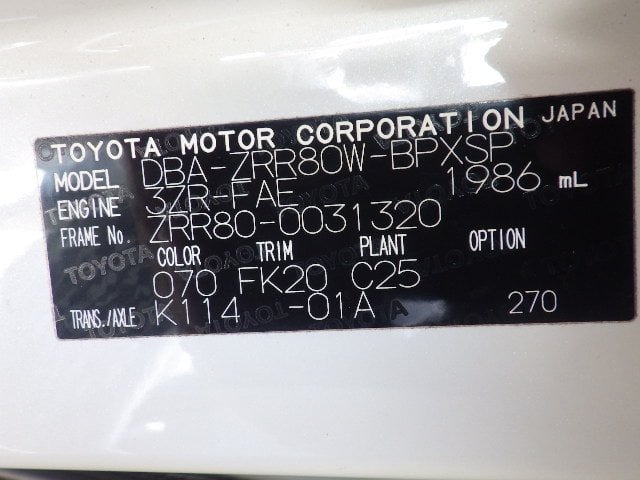 TOYOTA MOTOR CORPORATION JAPAN
MODEL DBA-ZRR80W-BPXSP
ENGINE 3ZR-FAE 1986 mL
FRAME No. ZRR80-0031320
COLOR TRIM PLANT OPTION
070 FK20 C25
TRANS./AXLE K114 -01A 270